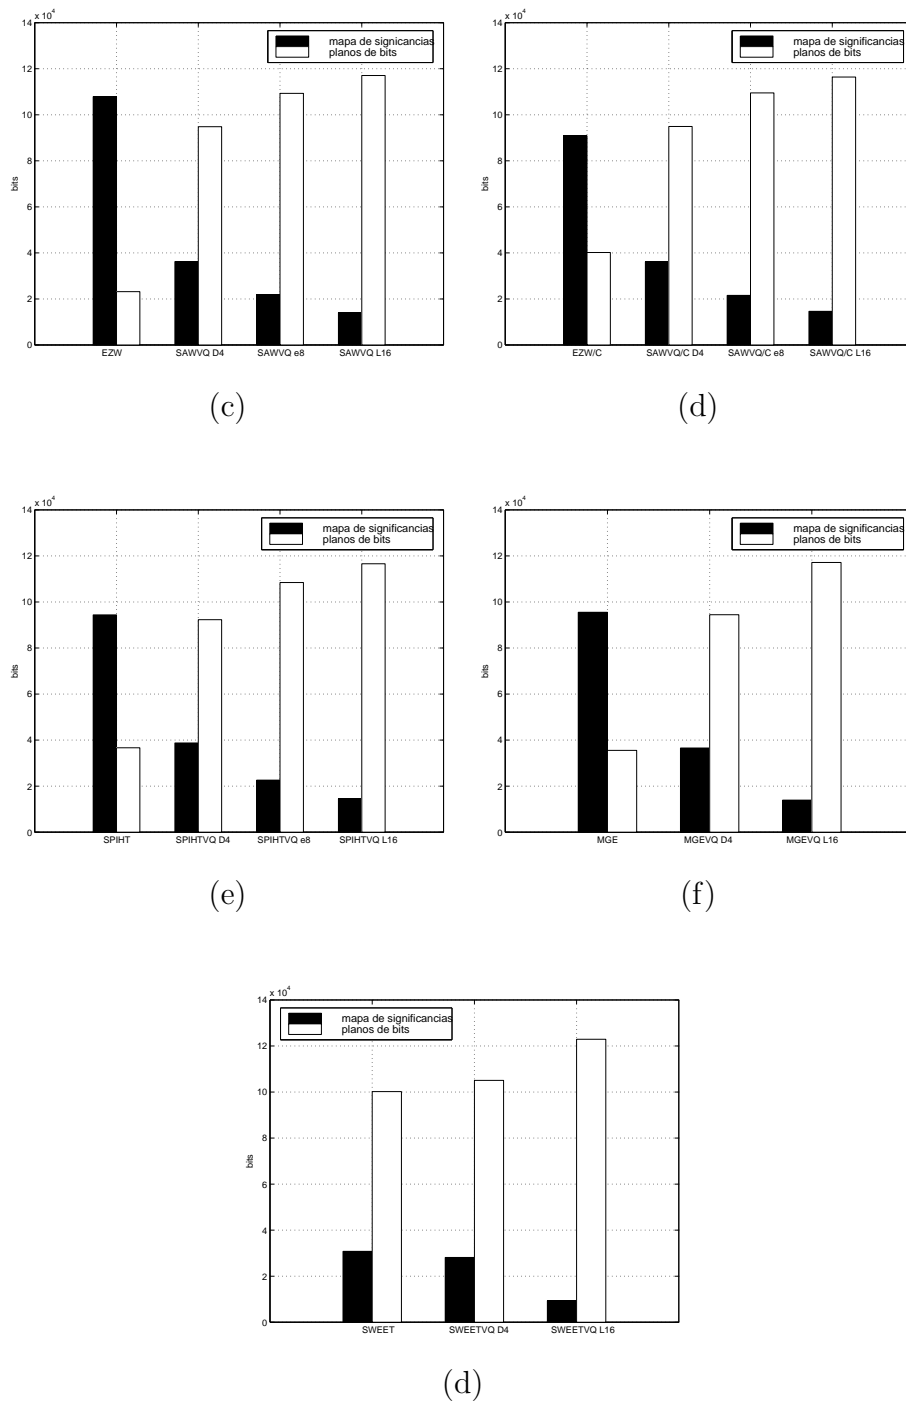 x 10^4
14
12
10
8
6
4
2
0
bits
mapa de significancias
planos de bits
EZW SAWVQ D4 SAWVQ e8 SAWVQ L16
(c)
x 10^4
14
12
10
8
6
4
2
0
bits
mapa de significancias
planos de bits
EZW/C SAWVQ/C D4 SAWVQ/C e8 SAWVQ/C L16
(d)
x 10^4
14
12
10
8
6
4
2
0
bits
mapa de significancias
planos de bits
SPIHT SPIHTVQ D4 SPIHTVQ e8 SPIHTVQ L16
(e)
x 10^4
14
12
10
8
6
4
2
0
bits
mapa de significancias
planos de bits
MGE MGEVQ D4 MGEVQ L16
(f)
x 10^4
14
12
10
8
6
4
2
0
bits
mapa de significancias
planos de bits
SWEET SWEETVQ D4 SWEETVQ L16
(d)